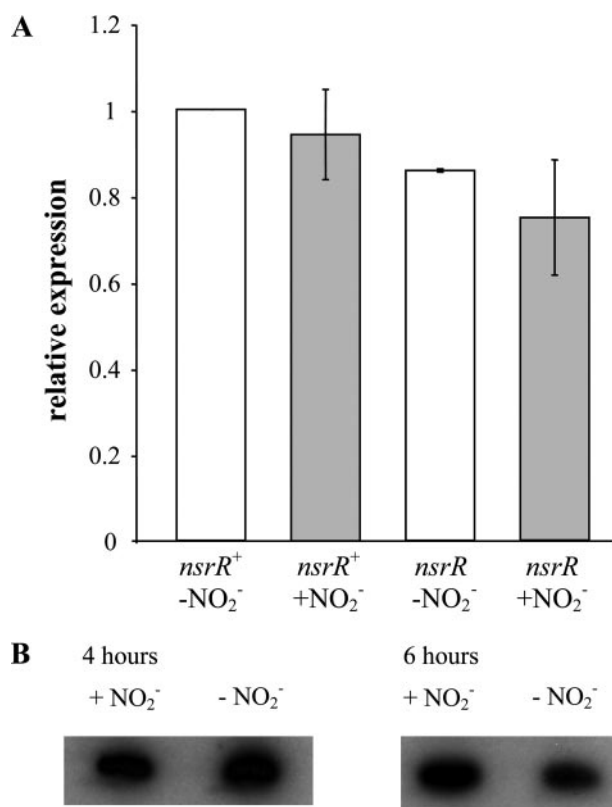 A
1.2
1
0.8
0.6
0.4
0.2
0
relative expression
nsrR⁺ nsrR⁺ nsrR nsrR
-NO₂⁻ +NO₂⁻ -NO₂⁻ +NO₂⁻
B
4 hours 6 hours
+ NO₂⁻ - NO₂⁻ + NO₂⁻ - NO₂⁻